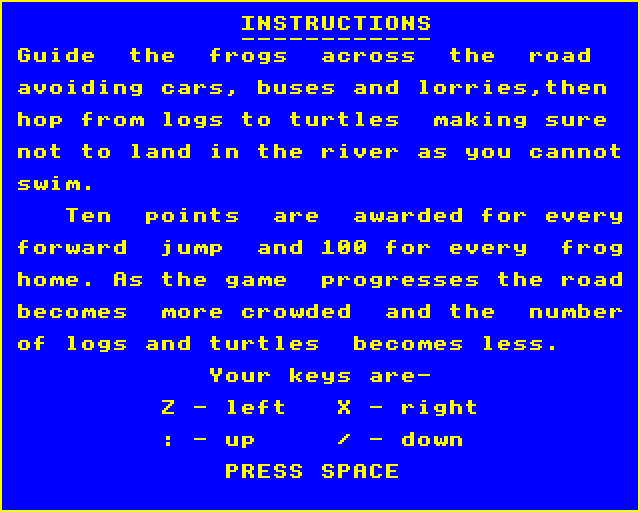 INSTRUCTIONS
------------
Guide  the  frogs  across  the  road
avoiding cars, buses and lorries,then
hop from logs to turtles  making sure
not to land in the river as you cannot
swim.
Ten  points  are  awarded for every
forward  jump  and 100 for every  frog
home. As the game  progresses the road
becomes  more crowded  and the  number
of logs and turtles  becomes less.
Your keys are-
Z - left   X - right
: - up     / - down
PRESS SPACE